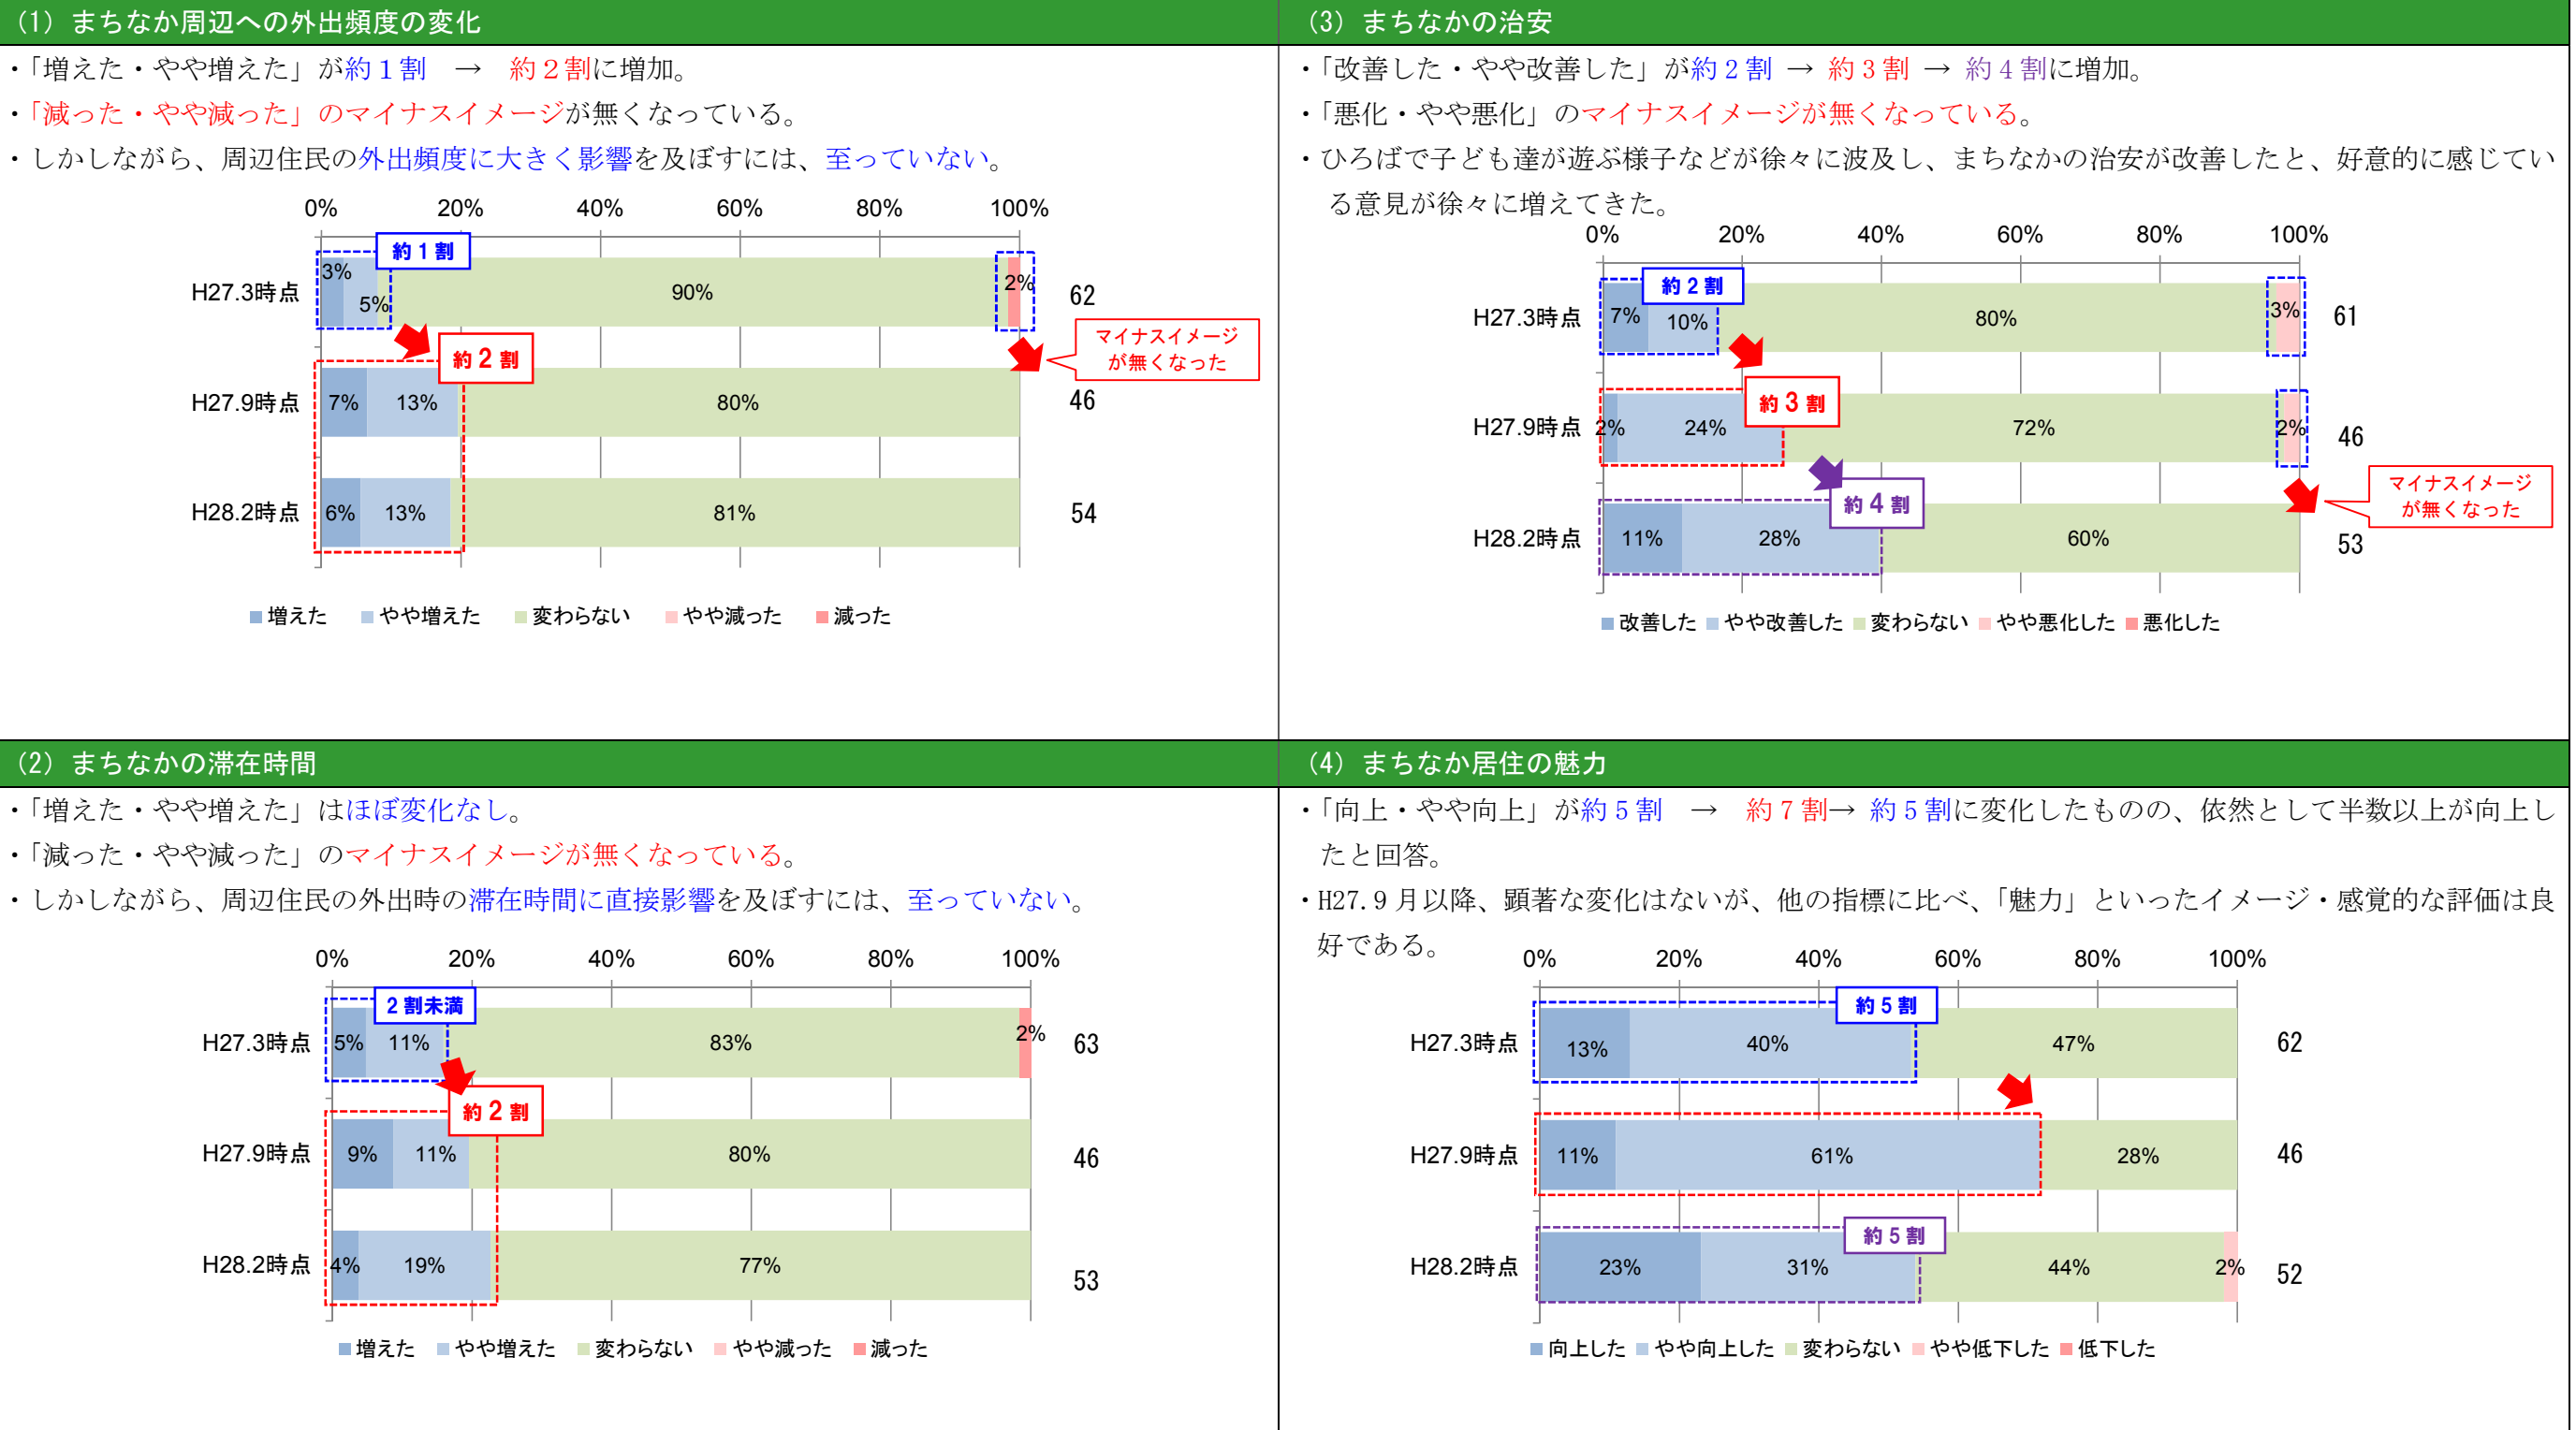 (1) まちなか周辺への外出頻度の変化
・「増えた・やや増えた」が約１割 → 約２割に増加。
・「減った・やや減った」のマイナスイメージが無くなっている。
・しかしながら、周辺住民の外出頻度に大きく影響を及ぼすには、至っていない。
0% 20% 40% 60% 80% 100%
約１割
H27.3時点 3% 5% 90% 2% 62
マイナスイメージ
が無くなった
約２割
H27.9時点 7% 13% 80% 46
H28.2時点 6% 13% 81% 54
増えた やや増えた 変わらない やや減った 減った
(2) まちなかの滞在時間
・「増えた・やや増えた」はほぼ変化なし。
・「減った・やや減った」のマイナスイメージが無くなっている。
・しかしながら、周辺住民の外出時の滞在時間に直接影響を及ぼすには、至っていない。
0% 20% 40% 60% 80% 100%
２割未満
H27.3時点 5% 11% 83% 2% 63
約２割
H27.9時点 9% 11% 80% 46
H28.2時点 4% 19% 77% 53
増えた やや増えた 変わらない やや減った 減った
(3) まちなかの治安
・「改善した・やや改善した」が約２割 → 約３割 → 約４割に増加。
・「悪化・やや悪化」のマイナスイメージが無くなっている。
・ひろばで子ども達が遊ぶ様子などが徐々に波及し、まちなかの治安が改善したと、好意的に感じてい
る意見が徐々に増えてきた。
0% 20% 40% 60% 80% 100%
約２割
H27.3時点 7% 10% 80% 3% 61
約３割
H27.9時点 2% 24% 72% 2% 46
マイナスイメージ
が無くなった
約４割
H28.2時点 11% 28% 60% 53
改善した やや改善した 変わらない やや悪化した 悪化した
(4) まちなか居住の魅力
・「向上・やや向上」が約５割 → 約７割→ 約５割に変化したものの、依然として半数以上が向上し
たと回答。
・H27.9月以降、顕著な変化はないが、他の指標に比べ、「魅力」といったイメージ・感覚的な評価は良
好である。
0% 20% 40% 60% 80% 100%
約５割
H27.3時点 13% 40% 47% 62
H27.9時点 11% 61% 28% 46
約５割
H28.2時点 23% 31% 44% 2% 52
向上した やや向上した 変わらない やや低下した 低下した